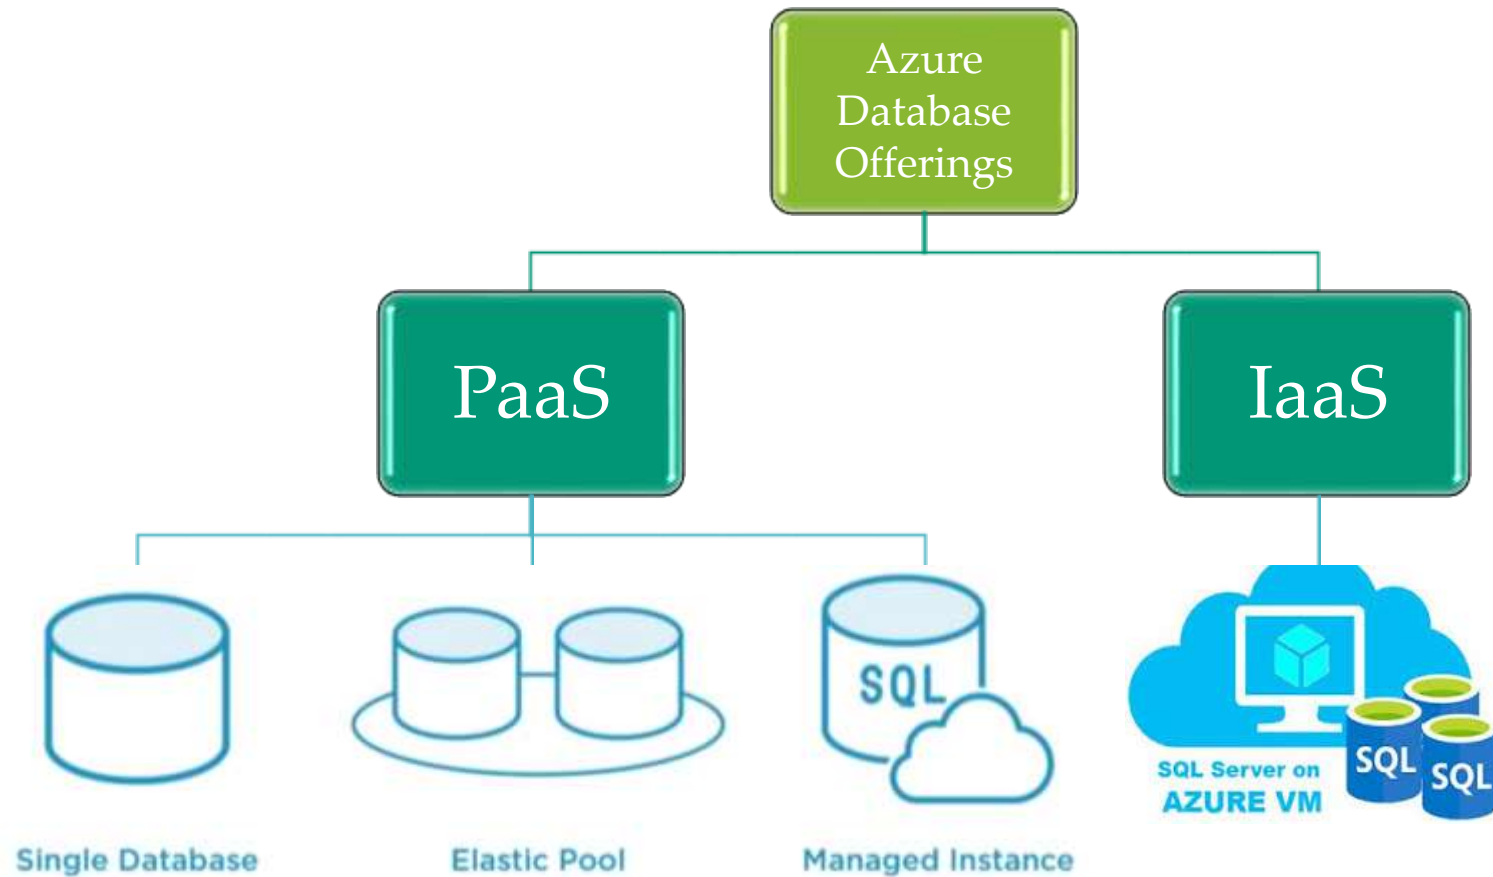 Azure
Database
Offerings
PaaS
IaaS
SQL
SQL Server on
AZURE VM
SQL
SQL
Single Database
Elastic Pool
Managed Instance